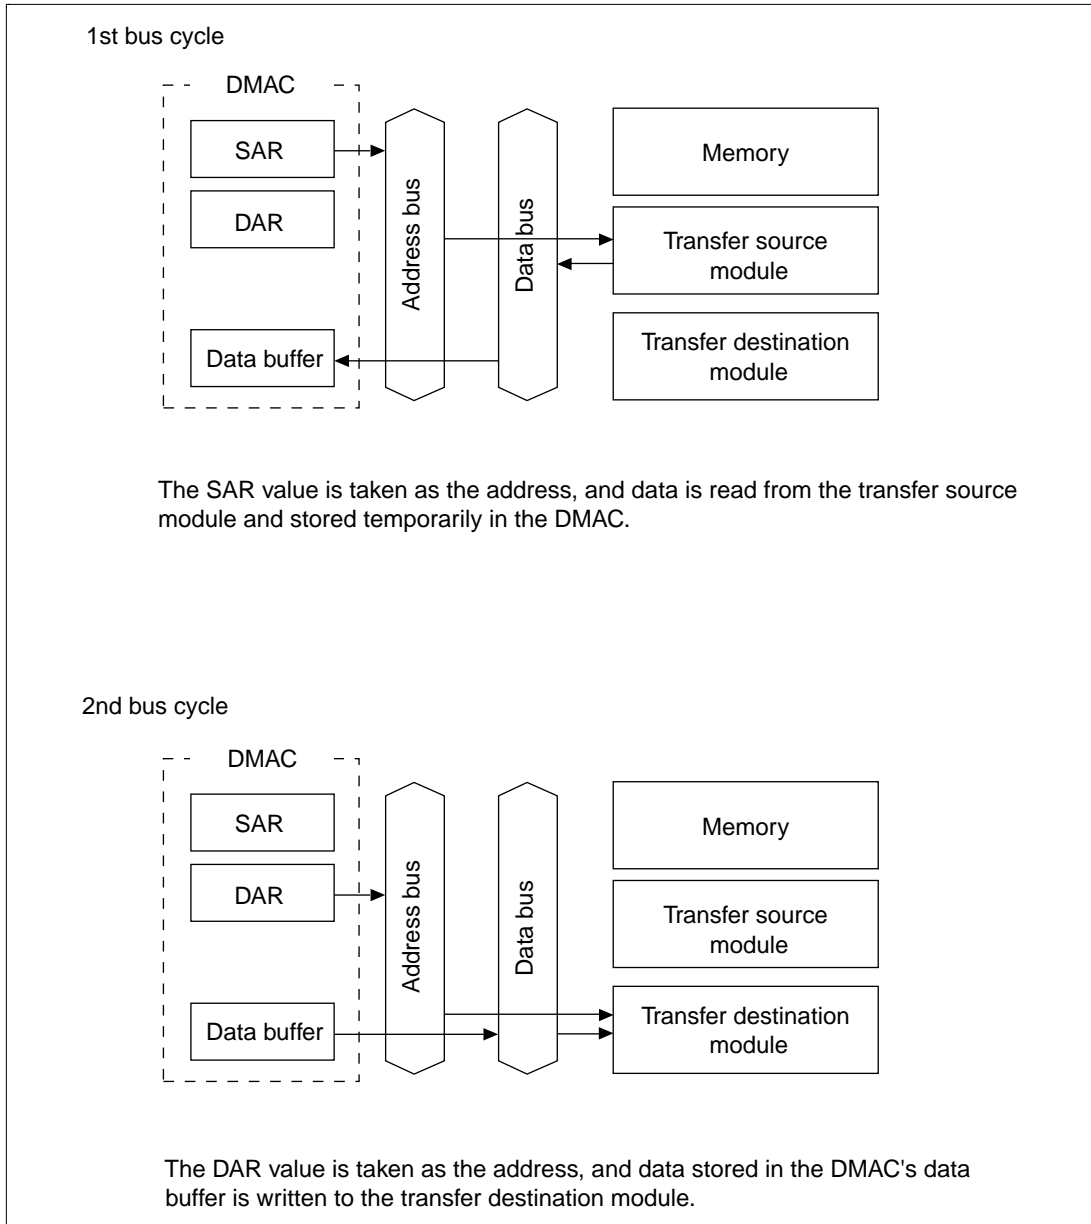 1st bus cycle
DMAC
SAR
DAR
Data buffer
Address bus
Data bus
Memory
Transfer source
module
Transfer destination
module
The SAR value is taken as the address, and data is read from the transfer source
module and stored temporarily in the DMAC.
2nd bus cycle
DMAC
SAR
DAR
Data buffer
Address bus
Data bus
Memory
Transfer source
module
Transfer destination
module
The DAR value is taken as the address, and data stored in the DMAC's data
buffer is written to the transfer destination module.